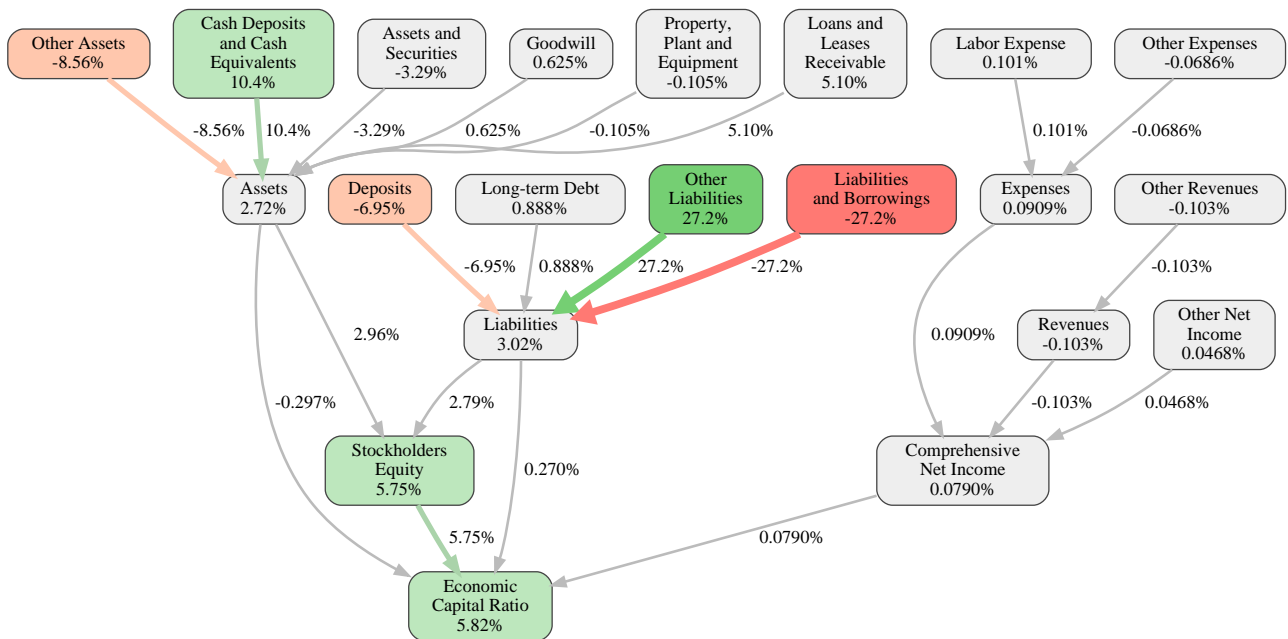 Other Assets
-8.56%
Cash Deposits
and Cash
Equivalents
10.4%
Assets and
Securities
-3.29%
Goodwill
0.625%
Property,
Plant and
Equipment
-0.105%
Loans and
Leases
Receivable
5.10%
Labor Expense
0.101%
Other Expenses
-0.0686%
-8.56%
10.4%
-3.29%
0.625%
-0.105%
5.10%
0.101%
-0.0686%
Assets
2.72%
Deposits
-6.95%
Long-term Debt
0.888%
Other
Liabilities
27.2%
Liabilities
and Borrowings
-27.2%
Expenses
0.0909%
Other Revenues
-0.103%
-6.95%
0.888%
27.2%
-27.2%
-0.103%
2.96%
Liabilities
3.02%
0.0909%
Revenues
-0.103%
Other Net
Income
0.0468%
-0.297%
2.79%
-0.103%
0.0468%
Stockholders
Equity
5.75%
0.270%
Comprehensive
Net Income
0.0790%
5.75%
0.0790%
Economic
Capital Ratio
5.82%